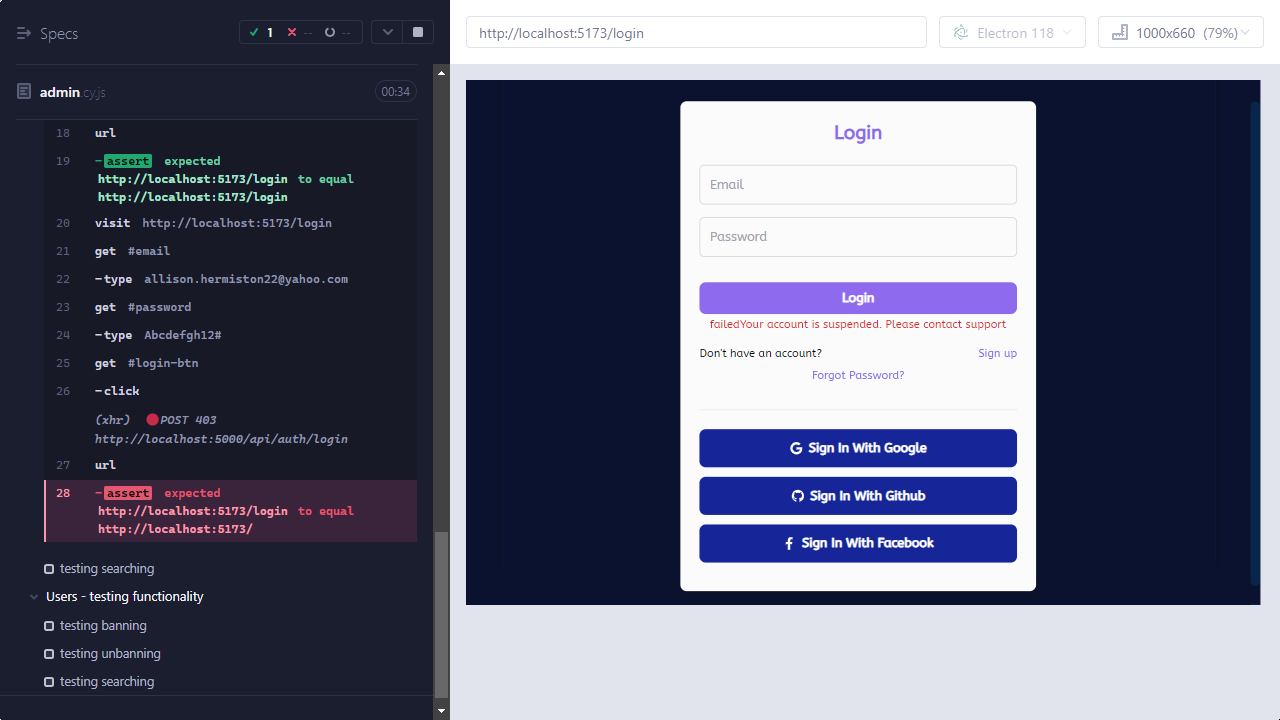 Specs
1
--
--
admin.cy.js
00:34
18 url
19 -assert expected
http://localhost:5173/login to equal
http://localhost:5173/login
20 visit http://localhost:5173/login
21 get #email
22 -type allison.hermiston22@yahoo.com
23 get #password
24 -type Abcdefgh12#
25 get #login-btn
26 -click
(xhr) POST 403
http://localhost:5000/api/auth/login
27 url
28 -assert expected
http://localhost:5173/login to equal
http://localhost:5173/
testing searching
Users - testing functionality
testing banning
testing unbanning
testing searching
http://localhost:5173/login
Electron 118
1000x660 (79%)
Login
Email
Password
Login
failedYour account is suspended. Please contact support
Don't have an account? Sign up
Forgot Password?
Sign In With Google
Sign In With Github
Sign In With Facebook